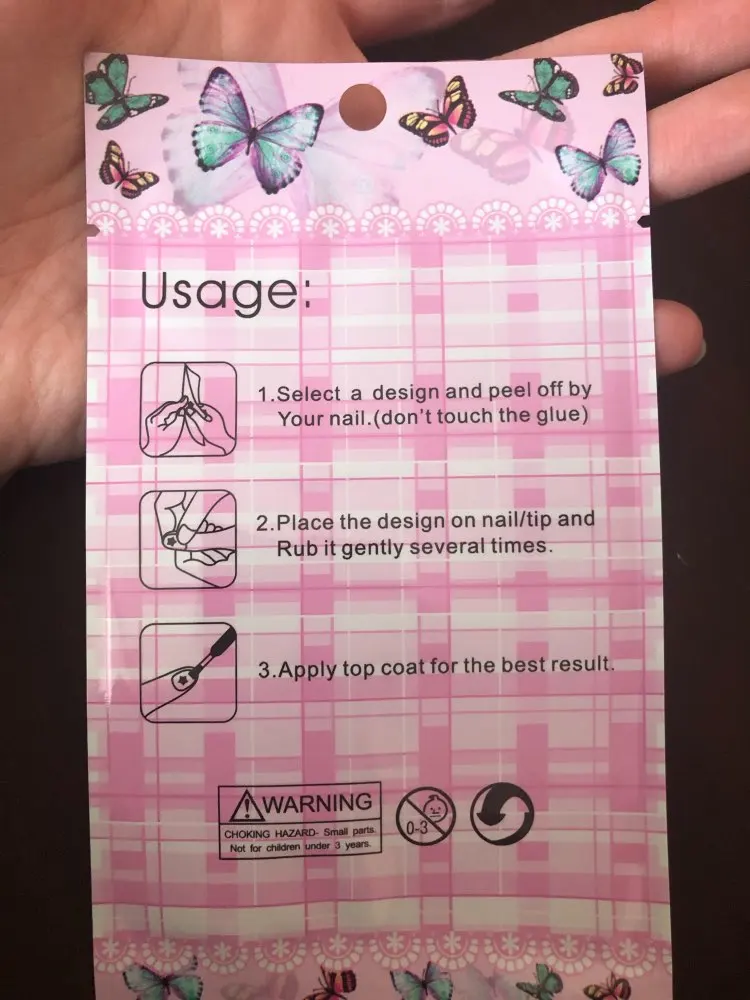 Usage:
1.Select a design and peel off by
Your nail.(don't touch the glue)
2.Place the design on nail/tip and
Rub it gently several times.
3.Apply top coat for the best result.
WARNING
CHOKING HAZARD- Small parts.
Not for children under 3 years.
0-3